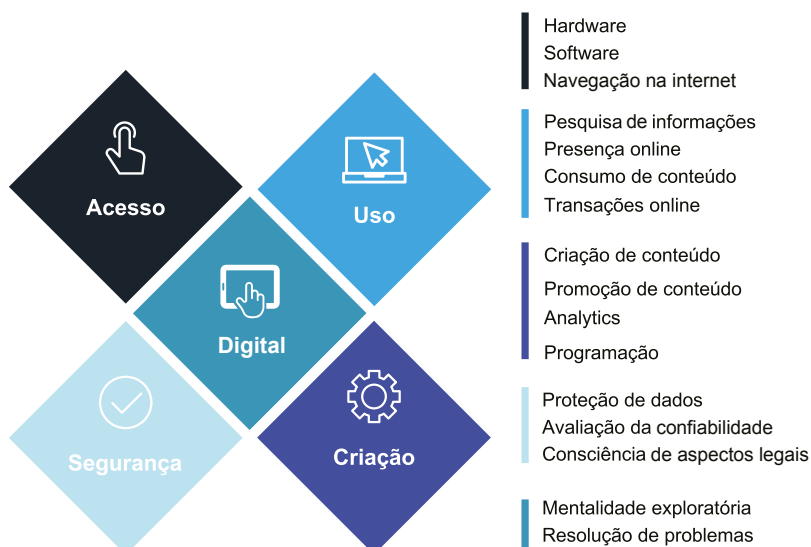 Acesso
Uso
Digital
Segurança
Criação
Hardware
Software
Navegação na internet
Pesquisa de informações
Presença online
Consumo de conteúdo
Transações online
Criação de conteúdo
Promoção de conteúdo
Analytics
Programação
Proteção de dados
Avaliação da confiabilidade
Consciência de aspectos legais
Mentalidade exploratória
Resolução de problemas